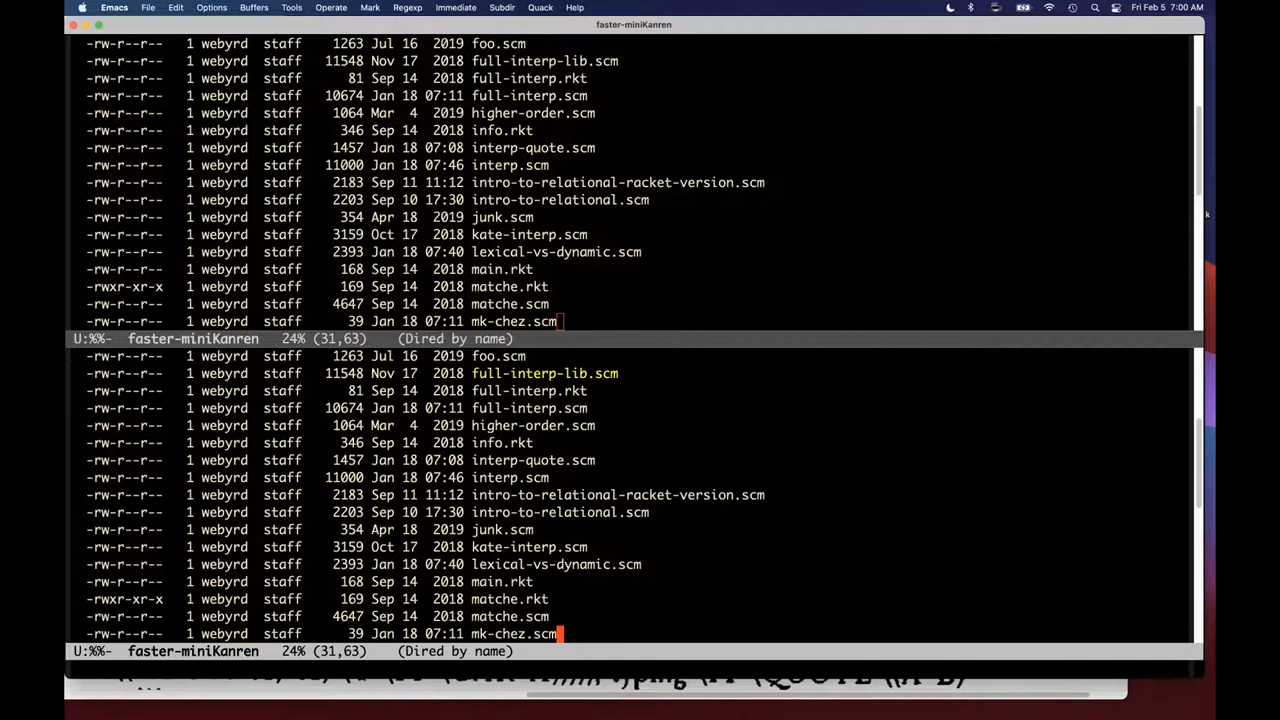 Emacs File Edit Options Buffers Tools Operate Mark Regexp Immediate Subdir Quack Help Fri Feb 5 7:00 AM
faster-miniKanren
-rw-r--r-- 1 webyrd staff 1263 Jul 16 2019 foo.scm
-rw-r--r-- 1 webyrd staff 11548 Nov 17 2018 full-interp-lib.scm
-rw-r--r-- 1 webyrd staff 81 Sep 14 2018 full-interp.rkt
-rw-r--r-- 1 webyrd staff 10674 Jan 18 07:11 full-interp.scm
-rw-r--r-- 1 webyrd staff 1064 Mar 4 2019 higher-order.scm
-rw-r--r-- 1 webyrd staff 346 Sep 14 2018 info.rkt
-rw-r--r-- 1 webyrd staff 1457 Jan 18 07:08 interp-quote.scm
-rw-r--r-- 1 webyrd staff 11000 Jan 18 07:46 interp.scm
-rw-r--r-- 1 webyrd staff 2183 Sep 11 11:12 intro-to-relational-racket-version.scm
-rw-r--r-- 1 webyrd staff 2203 Sep 10 17:30 intro-to-relational.scm
-rw-r--r-- 1 webyrd staff 354 Apr 18 2019 junk.scm
-rw-r--r-- 1 webyrd staff 3159 Oct 17 2018 kate-interp.scm
-rw-r--r-- 1 webyrd staff 2393 Jan 18 07:40 lexical-vs-dynamic.scm
-rw-r--r-- 1 webyrd staff 168 Sep 14 2018 main.rkt
-rwxr-xr-x 1 webyrd staff 169 Sep 14 2018 matche.rkt
-rw-r--r-- 1 webyrd staff 4647 Sep 14 2018 matche.scm
-rw-r--r-- 1 webyrd staff 39 Jan 18 07:11 mk-chez.scm
U:%%- faster-miniKanren 24% (31,63) (Dired by name)
-rw-r--r-- 1 webyrd staff 1263 Jul 16 2019 foo.scm
-rw-r--r-- 1 webyrd staff 11548 Nov 17 2018 full-interp-lib.scm
-rw-r--r-- 1 webyrd staff 81 Sep 14 2018 full-interp.rkt
-rw-r--r-- 1 webyrd staff 10674 Jan 18 07:11 full-interp.scm
-rw-r--r-- 1 webyrd staff 1064 Mar 4 2019 higher-order.scm
-rw-r--r-- 1 webyrd staff 346 Sep 14 2018 info.rkt
-rw-r--r-- 1 webyrd staff 1457 Jan 18 07:08 interp-quote.scm
-rw-r--r-- 1 webyrd staff 11000 Jan 18 07:46 interp.scm
-rw-r--r-- 1 webyrd staff 2183 Sep 11 11:12 intro-to-relational-racket-version.scm
-rw-r--r-- 1 webyrd staff 2203 Sep 10 17:30 intro-to-relational.scm
-rw-r--r-- 1 webyrd staff 354 Apr 18 2019 junk.scm
-rw-r--r-- 1 webyrd staff 3159 Oct 17 2018 kate-interp.scm
-rw-r--r-- 1 webyrd staff 2393 Jan 18 07:40 lexical-vs-dynamic.scm
-rw-r--r-- 1 webyrd staff 168 Sep 14 2018 main.rkt
-rwxr-xr-x 1 webyrd staff 169 Sep 14 2018 matche.rkt
-rw-r--r-- 1 webyrd staff 4647 Sep 14 2018 matche.scm
-rw-r--r-- 1 webyrd staff 39 Jan 18 07:11 mk-chez.scm
U:%%- faster-miniKanren 24% (31,63) (Dired by name)